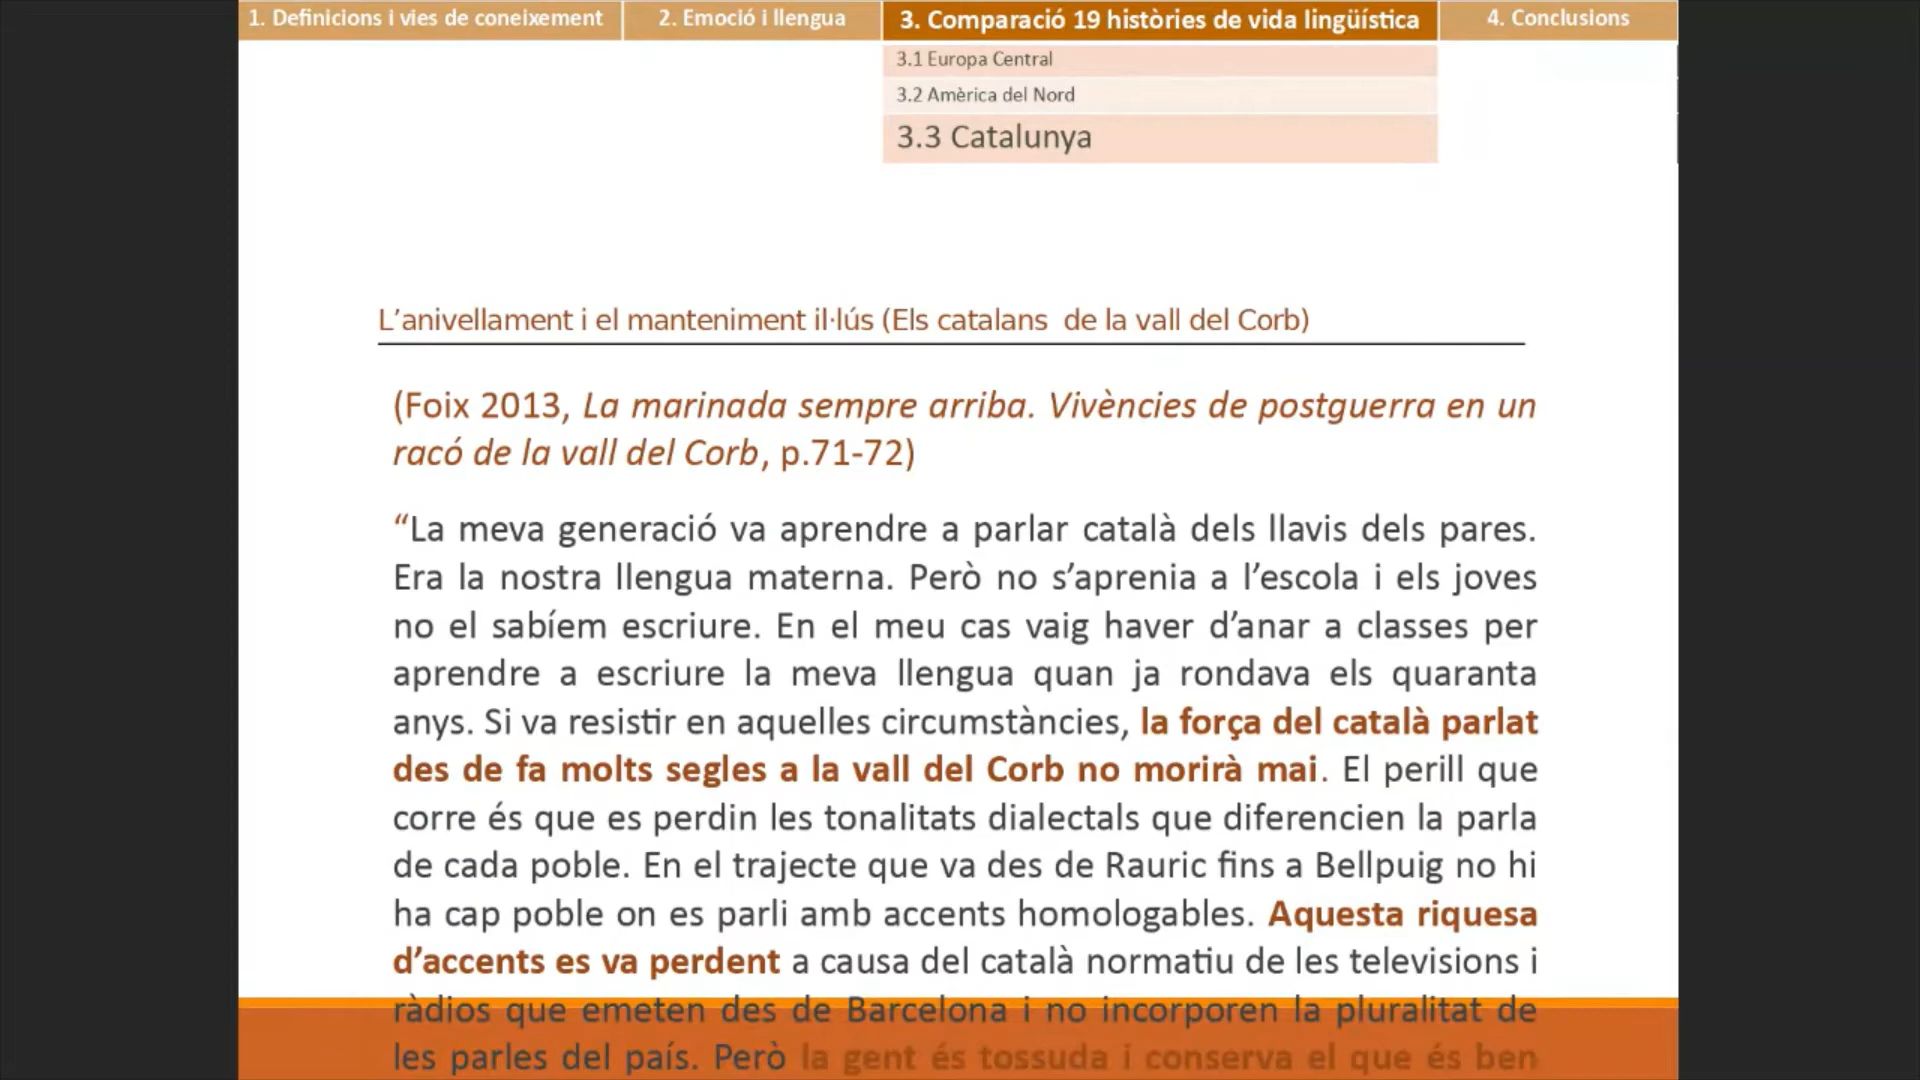 1. Definicions i vies de coneixement
2. Emoció i llengua
3. Comparació 19 històries de vida lingüística
4. Conclusions
3.1 Europa Central
3.2 Amèrica del Nord
3.3 Catalunya
L’anivellament i el manteniment il·lús (Els catalans de la vall del Corb)
(Foix 2013, La marinada sempre arriba. Vivències de postguerra en un
racó de la vall del Corb, p.71-72)
“La meva generació va aprendre a parlar català dels llavis dels pares.
Era la nostra llengua materna. Però no s’aprenia a l’escola i els joves
no el sabíem escriure. En el meu cas vaig haver d’anar a classes per
aprendre a escriure la meva llengua quan ja rondava els quaranta
anys. Si va resistir en aquelles circumstàncies, la força del català parlat
des de fa molts segles a la vall del Corb no morirà mai. El perill que
corre és que es perdin les tonalitats dialectals que diferencien la parla
de cada poble. En el trajecte que va des de Rauric fins a Bellpuig no hi
ha cap poble on es parli amb accents homologables. Aquesta riquesa
d’accents es va perdent a causa del català normatiu de les televisions i
ràdios que emeten des de Barcelona i no incorporen la pluralitat de
les parles del país. Però la gent és tossuda i conserva el que és ben